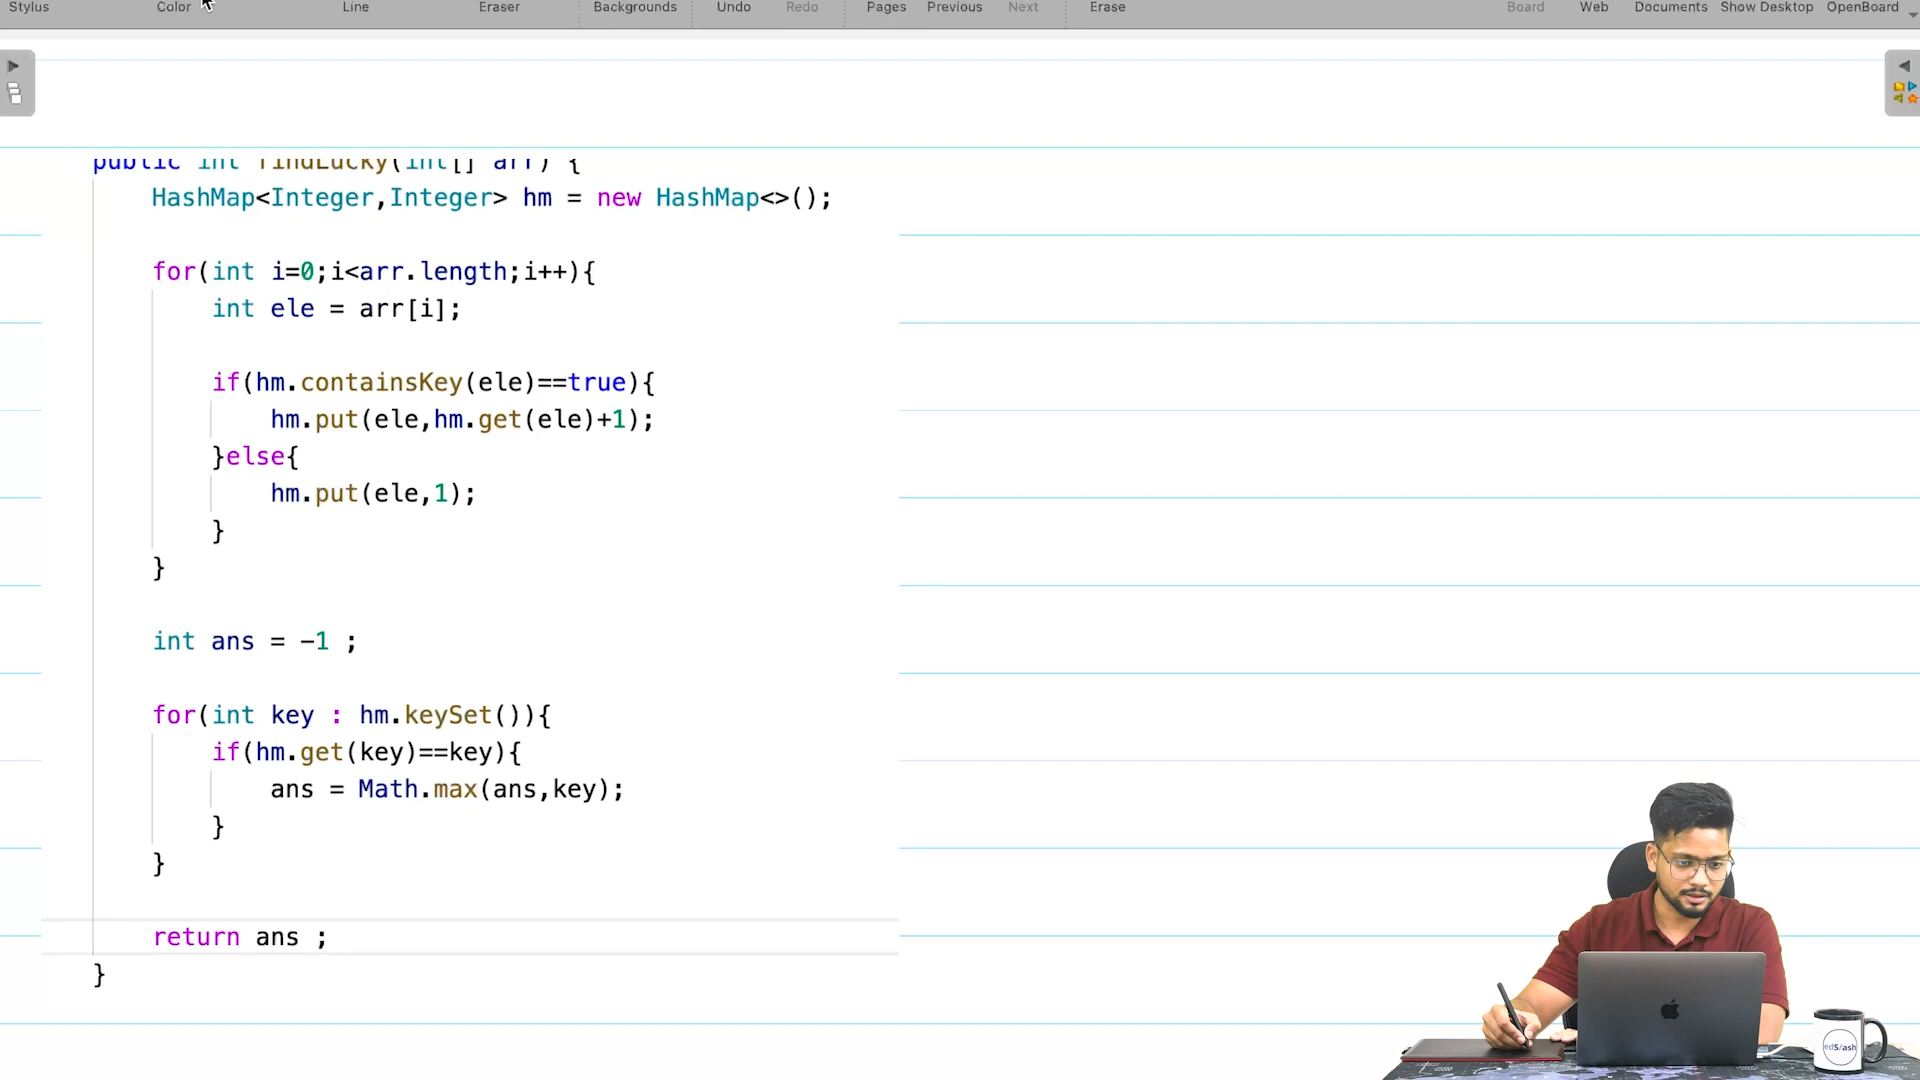 Stylus Color Line Eraser Backgrounds Undo Redo Pages Previous Next Erase Board Web Documents Show Desktop OpenBoard
public int findLucky(int[] arr) {
HashMap<Integer,Integer> hm = new HashMap<>();
for(int i=0;i<arr.length;i++){
int ele = arr[i];
if(hm.containsKey(ele)==true){
hm.put(ele,hm.get(ele)+1);
}else{
hm.put(ele,1);
}
}
int ans = -1 ;
for(int key : hm.keySet()){
if(hm.get(key)==key){
ans = Math.max(ans,key);
}
}
return ans ;
}
edS/ash